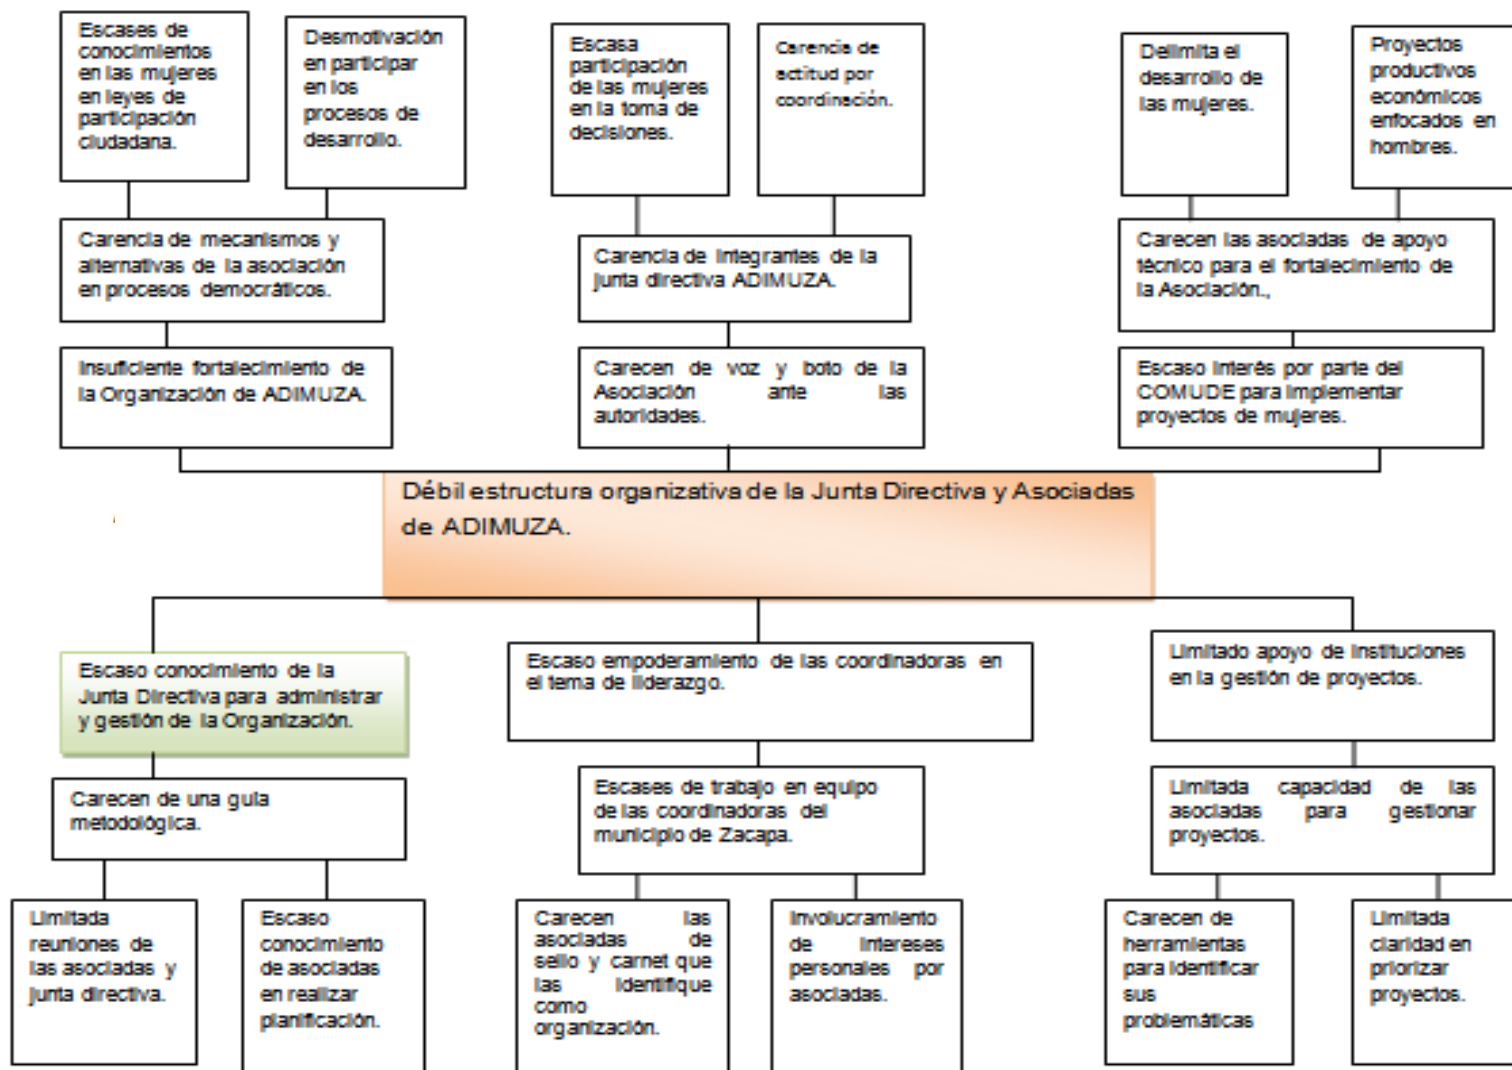 Escases de
conocimientos
en las mujeres
en leyes de
participación
ciudadana.
Desmotivación
en participar
en los
procesos de
desarrollo.
Escasa
participación
de las mujeres
en la toma de
decisiones.
Carencia de
actitud por
coordinación.
Delimita el
desarrollo de
las mujeres.
Proyectos
productivos
económicos
enfocados en
hombres.
Carencia de mecanismos y
alternativas de la asociación
en procesos democráticos.
Carencia de integrantes de la
junta directiva ADIMUZA.
Carecen las asociadas de apoyo
técnico para el fortalecimiento de
la Asociación.,
Insuficiente fortalecimiento de
la Organización de ADIMUZA.
Carecen de voz y boto de la
Asociación ante las
autoridades.
Escaso interés por parte del
COMUDE para implementar
proyectos de mujeres.
Débil estructura organizativa de la Junta Directiva y Asociadas
de ADIMUZA.
Escaso conocimiento de la
Junta Directiva para administrar
y gestión de la Organización.
Escaso empoderamiento de las coordinadoras en
el tema de liderazgo.
Limitado apoyo de instituciones
en la gestión de proyectos.
Carecen de una guía
metodológica.
Escases de trabajo en equipo
de las coordinadoras del
municipio de Zacapa.
Limitada capacidad de las
asociadas para gestionar
proyectos.
Limitada
reuniones de
las asociadas y
junta directiva.
Escaso
conocimiento
de asociadas
en realizar
planificación.
Carecen las
asociadas de
sello y carnet que
las identifique
como
organización.
Involucramiento
de intereses
personales por
asociadas.
Carecen de
herramientas
para identificar
sus
problemáticas
Limitada
claridad en
priorizar
proyectos.